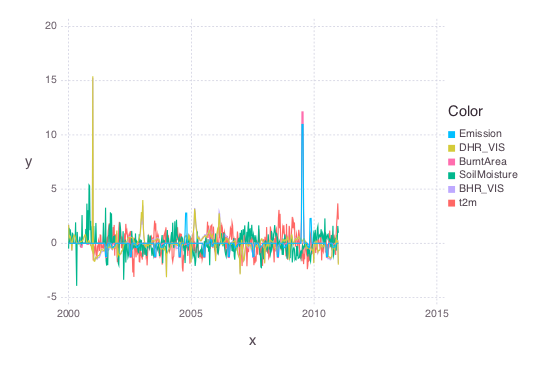 20
15
10
5
0
-5
y
2000
2005
2010
2015
x
Color
Emission
DHR_VIS
BurntArea
SoilMoisture
BHR_VIS
t2m